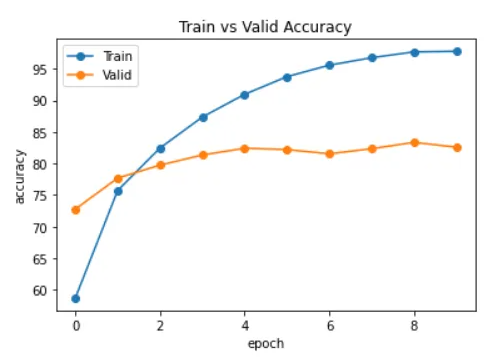 Train vs Valid Accuracy
Train
Valid
95
90
85
80
75
70
65
60
accuracy
0 2 4 6 8
epoch